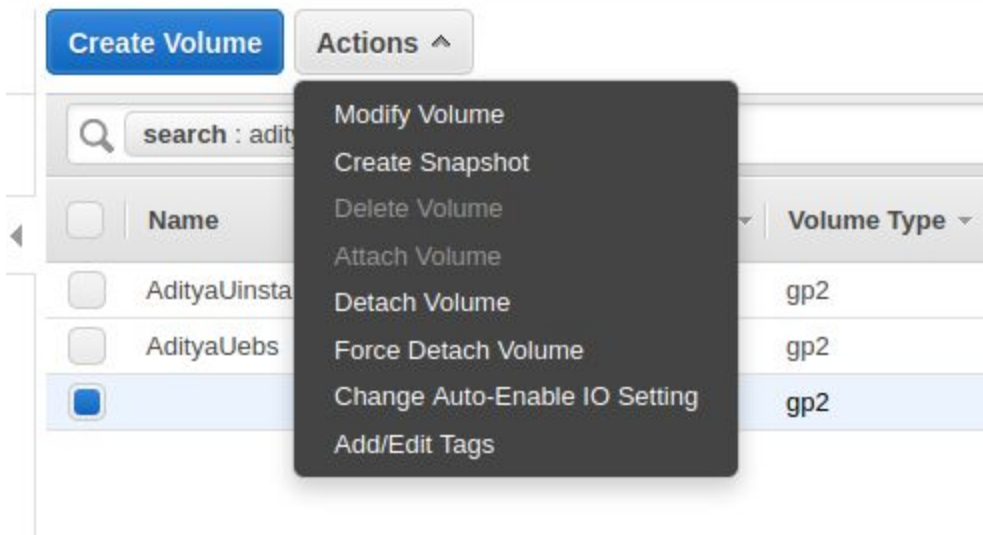 Create Volume Actions
Modify Volume
search : adity
Create Snapshot
Delete Volume
Name Volume Type
Attach Volume
AdityaUinsta gp2
Detach Volume
AdityaUebs gp2
Force Detach Volume
Change Auto-Enable IO Setting
gp2
Add/Edit Tags